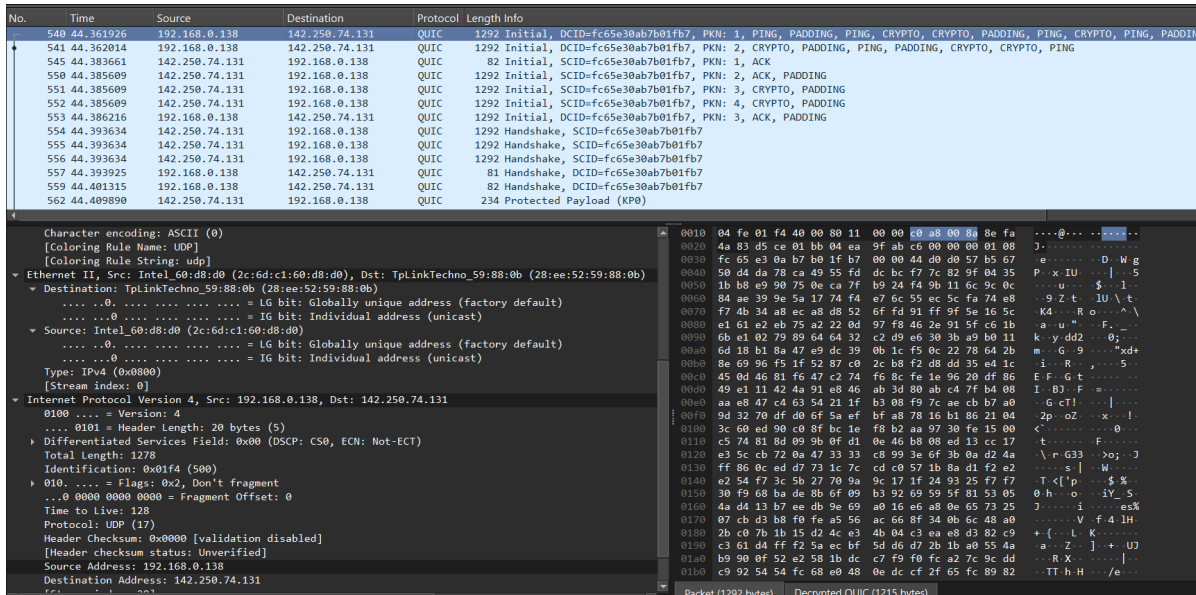 No. Time Source Destination Protocol Length Info
540 44.361926 192.168.0.138 142.250.74.131 QUIC 1292 Initial, DCID=fc65e30ab7b01fb7, PKN: 1, PING, PADDING, PING, CRYPTO, CRYPTO, PADDING, PING, CRYPTO, PING, PADDIN
541 44.362014 192.168.0.138 142.250.74.131 QUIC 1292 Initial, DCID=fc65e30ab7b01fb7, PKN: 2, CRYPTO, PADDING, PING, PADDING, CRYPTO, CRYPTO, PING
545 44.383661 142.250.74.131 192.168.0.138 QUIC 82 Initial, SCID=fc65e30ab7b01fb7, PKN: 1, ACK
550 44.385609 142.250.74.131 192.168.0.138 QUIC 1292 Initial, SCID=fc65e30ab7b01fb7, PKN: 2, ACK, PADDING
551 44.385609 142.250.74.131 192.168.0.138 QUIC 1292 Initial, SCID=fc65e30ab7b01fb7, PKN: 3, CRYPTO, PADDING
552 44.385609 142.250.74.131 192.168.0.138 QUIC 1292 Initial, SCID=fc65e30ab7b01fb7, PKN: 4, CRYPTO, PADDING
553 44.386216 192.168.0.138 142.250.74.131 QUIC 1292 Initial, DCID=fc65e30ab7b01fb7, PKN: 3, ACK, PADDING
554 44.393634 142.250.74.131 192.168.0.138 QUIC 1292 Handshake, SCID=fc65e30ab7b01fb7
555 44.393634 142.250.74.131 192.168.0.138 QUIC 1292 Handshake, SCID=fc65e30ab7b01fb7
556 44.393634 142.250.74.131 192.168.0.138 QUIC 1292 Handshake, SCID=fc65e30ab7b01fb7
557 44.393925 192.168.0.138 142.250.74.131 QUIC 81 Handshake, DCID=fc65e30ab7b01fb7
559 44.401315 192.168.0.138 142.250.74.131 QUIC 82 Handshake, DCID=fc65e30ab7b01fb7
562 44.409890 142.250.74.131 192.168.0.138 QUIC 234 Protected Payload (KP0)
Character encoding: ASCII (0)
[Coloring Rule Name: UDP]
[Coloring Rule String: udp]
Ethernet II, Src: Intel_60:d8:d0 (2c:6d:c1:60:d8:d0), Dst: TpLinkTechno_59:88:0b (28:ee:52:59:88:0b)
Destination: TpLinkTechno_59:88:0b (28:ee:52:59:88:0b)
.... ..0. .... .... .... .... = LG bit: Globally unique address (factory default)
.... ...0 .... .... .... .... = IG bit: Individual address (unicast)
Source: Intel_60:d8:d0 (2c:6d:c1:60:d8:d0)
.... ..0. .... .... .... .... = LG bit: Globally unique address (factory default)
.... ...0 .... .... .... .... = IG bit: Individual address (unicast)
Type: IPv4 (0x0800)
[Stream index: 0]
Internet Protocol Version 4, Src: 192.168.0.138, Dst: 142.250.74.131
0100 .... = Version: 4
.... 0101 = Header Length: 20 bytes (5)
Differentiated Services Field: 0x00 (DSCP: CS0, ECN: Not-ECT)
Total Length: 1278
Identification: 0x01f4 (500)
010. .... = Flags: 0x2, Don't fragment
...0 0000 0000 0000 = Fragment Offset: 0
Time to Live: 128
Protocol: UDP (17)
Header Checksum: 0x0000 [validation disabled]
[Header checksum status: Unverified]
Source Address: 192.168.0.138
Destination Address: 142.250.74.131
0010 04 fe 01 f4 40 00 80 11 00 00 c0 a8 00 8a 8e fa
0020 4a 83 d5 ce 01 bb 04 ea 9f ab c6 00 00 00 01 08
0030 fc 65 e3 0a b7 b0 1f b7 00 00 44 d0 d0 57 b5 67
0040 50 d4 da 78 ca 49 55 fd dc bc f7 7c 82 9f 04 35
0050 1b b8 e9 90 75 0e ca 7f b9 24 f4 9b 11 6c 9c 0c
0060 84 ae 39 9e 5a 17 74 f4 e7 6c 55 ec 5c fa 74 e8
0070 f7 4b 34 a8 ec a8 d8 52 6f fd 91 ff 9f 5e 16 5c
0080 e1 61 e2 eb 75 a2 22 0d 97 f8 46 2e 91 5f c6 1b
0090 6b e1 02 79 89 64 64 32 c2 d9 e6 30 3b a9 b0 11
00a0 6d 18 b1 8a 47 e9 dc 39 0b 1c f5 0c 22 78 64 2b
00b0 8e 69 96 f5 1f 52 87 c0 2c b8 f2 d8 dd 35 e4 1c
00c0 45 0d 46 81 f6 47 c2 74 f6 8c fe 1e 96 20 df 86
00d0 49 e1 11 42 4a 91 e8 46 ab 3d 80 ab c4 7f b4 08
00e0 aa e8 47 c4 63 54 21 1f b3 08 f9 7c ae cb b7 a0
00f0 9d 32 70 df d0 6f 5a ef bf a8 78 16 b1 86 21 04
0100 3c 60 ed 90 c0 8f bc 1e f8 b2 aa 97 30 fe 15 00
0110 c5 74 81 8d 09 9b 0f d1 0e 46 b8 08 ed 13 cc 17
0120 e3 5c cb 72 0a 47 33 33 c8 99 3e 6f 3b 0a d2 4a
0130 ff 86 0c ed d7 73 1c 7c cd c0 57 1b 8a d1 f2 e2
0140 e2 54 f7 3c 5b 27 70 9a 9c 17 1f 24 93 25 f7 f7
0150 30 f9 68 ba de 8b 6f 09 b3 92 69 59 5f 81 53 05
0160 4a d4 13 b7 ee db 9e 69 a0 16 e6 a8 0e 65 73 25
0170 07 cb d3 b8 f0 fe a5 56 ac 66 8f 34 0b 6c 48 a0
0180 2b c0 7b 1b 15 d2 4c e3 4b 04 c3 ea e8 d3 82 c9
0190 c3 61 d4 ff f2 5a ec bf 5d d6 d7 2b 1b a0 55 4a
01a0 b9 90 0f 52 e2 58 1b dc c7 f9 f0 fc a2 7c 9c dd
01b0 c9 92 54 54 fc 68 e0 48 0e dc cf 2f 65 fc 89 82
Packet (1292 bytes) Decrypted QUIC (1215 bytes)